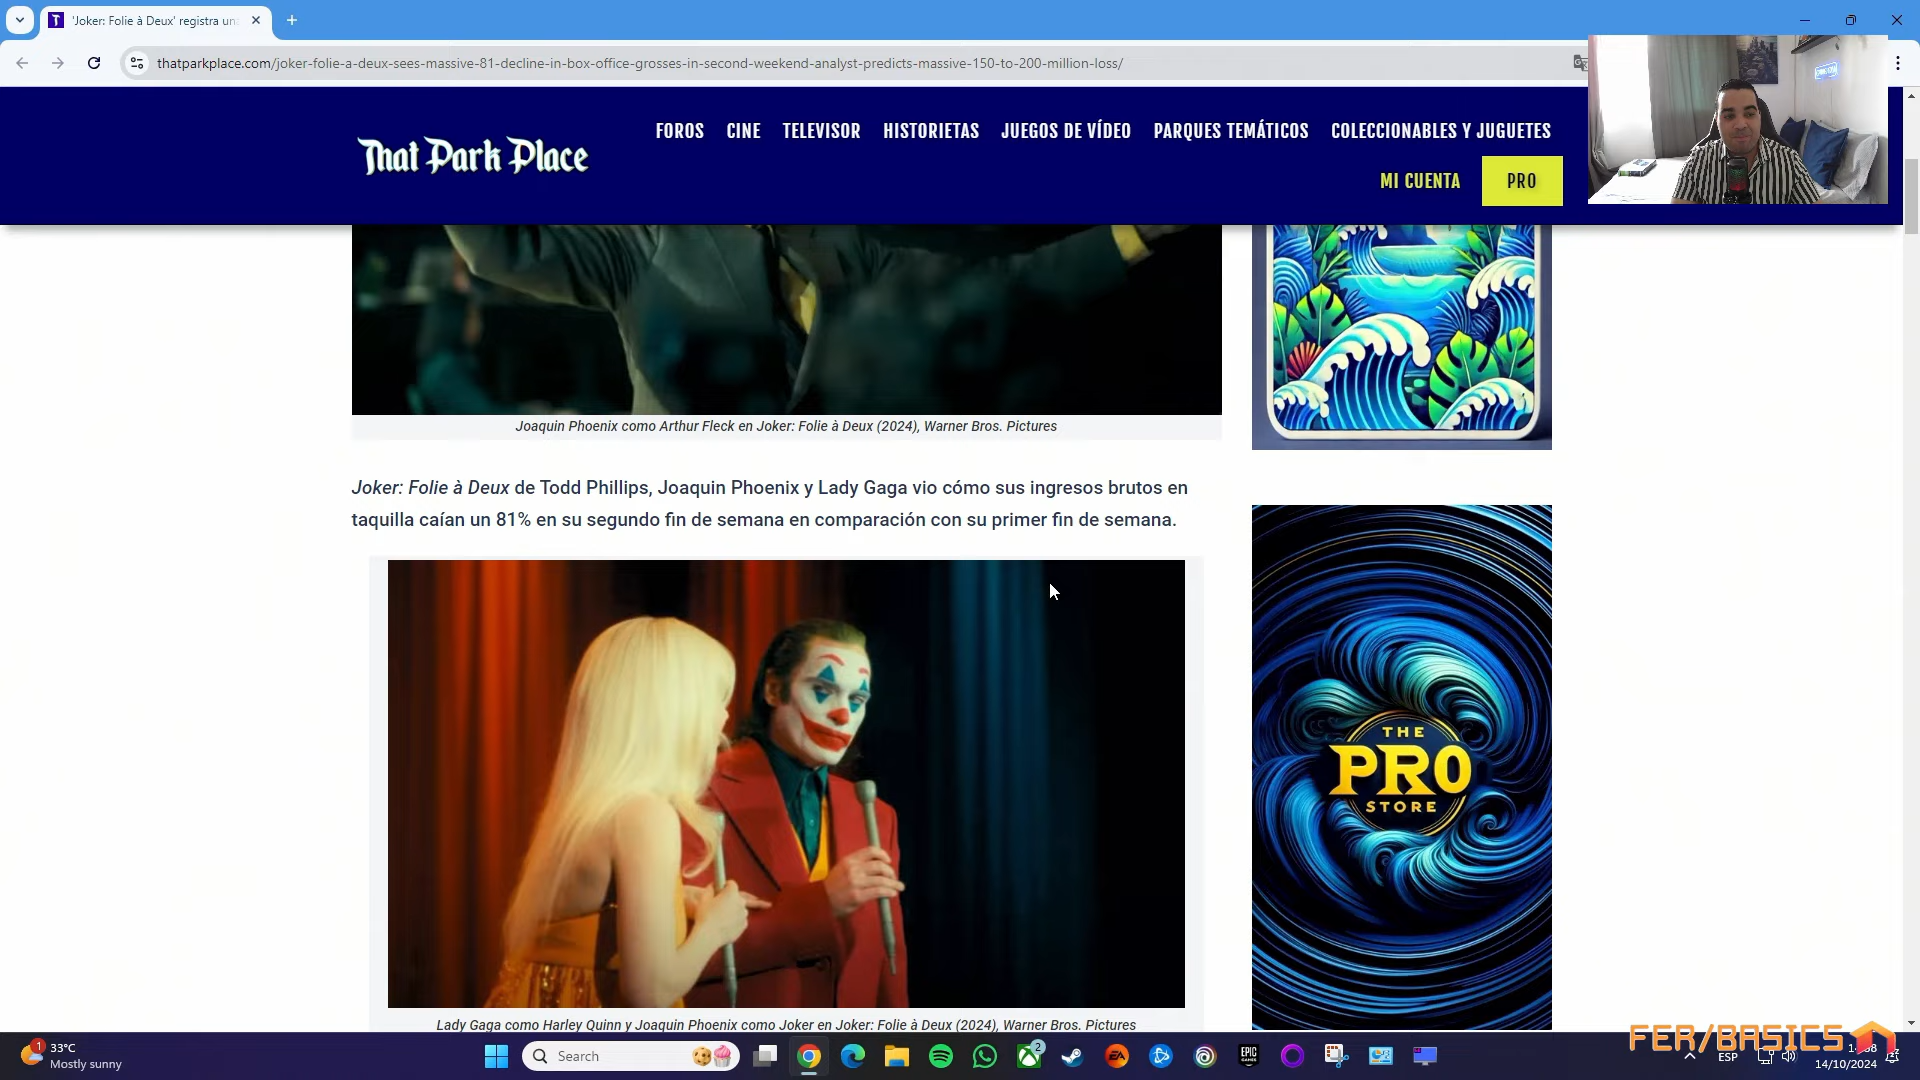 'Joker: Folie à Deux' registra una
thatparkplace.com/joker-folie-a-deux-sees-massive-81-decline-in-box-office-grosses-in-second-weekend-analyst-predicts-massive-150-to-200-million-loss/
That Park Place
FOROS CINE TELEVISOR HISTORIETAS JUEGOS DE VÍDEO PARQUES TEMÁTICOS COLECCIONABLES Y JUGUETES
MI CUENTA PRO
Joaquin Phoenix como Arthur Fleck en Joker: Folie à Deux (2024), Warner Bros. Pictures
Joker: Folie à Deux de Todd Phillips, Joaquin Phoenix y Lady Gaga vio cómo sus ingresos brutos en
taquilla caían un 81% en su segundo fin de semana en comparación con su primer fin de semana.
THE
PRO
STORE
Lady Gaga como Harley Quinn y Joaquin Phoenix como Joker en Joker: Folie à Deux (2024), Warner Bros. Pictures
FER/BASICS
1
33°C
Mostly sunny
Search
2
EA
EPIC
GAMES
ESP
14/10/2024